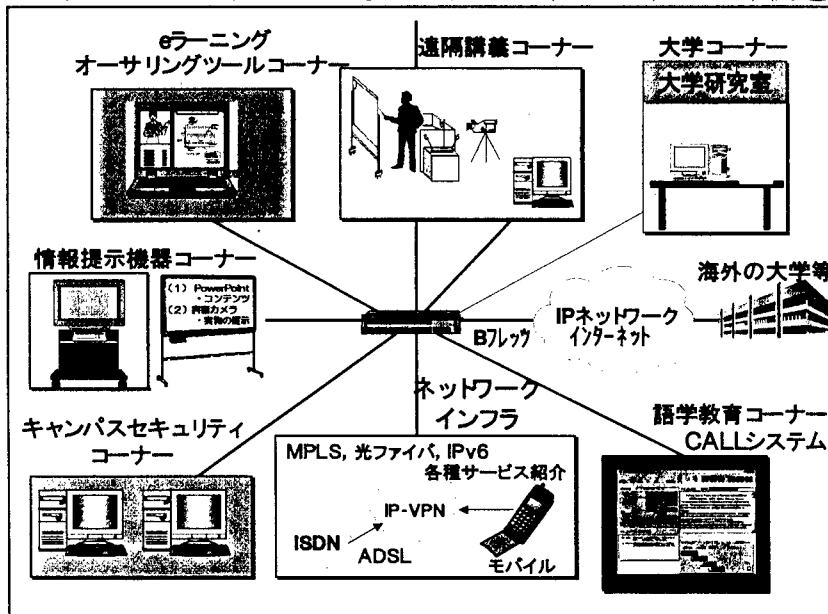 eラーニング
オーサリングツールコーナー
遠隔講義コーナー
大学コーナー
大学研究室
情報提示機器コーナー
(1) PowerPoint
・コンテンツ
(2) 書画カメラ
・実物の提示
海外の大学等
Bフレッツ
IPネットワーク
インターネット
ネットワーク
インフラ
キャンパスセキュリティ
コーナー
MPLS, 光ファイバ, IPv6
各種サービス紹介
IP-VPN
ISDN
ADSL
モバイル
語学教育コーナー
CALLシステム